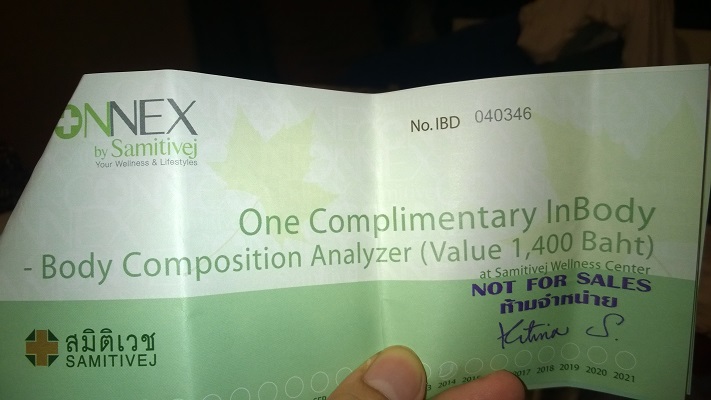 ONNEX
by Samitivej
Your Wellness & Lifestyles
No. IBD 040346
One Complimentary InBody
- Body Composition Analyzer (Value 1,400 Baht)
at Samitivej Wellness Center
NOT FOR SALES
ห้ามจำหน่าย
สมิติเวช
SAMITIVEJ
2014 2017 2018 2019 2020 2021